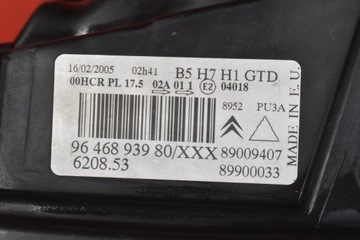 16/02/2005 02h41 B5 H7 H1 GTD
00HCR PL 17.5 02A 01 1 E2 04018
8952 PU3A
MADE IN E.U.
96 468 939 80/XXX 89009407
6208.53 89900033